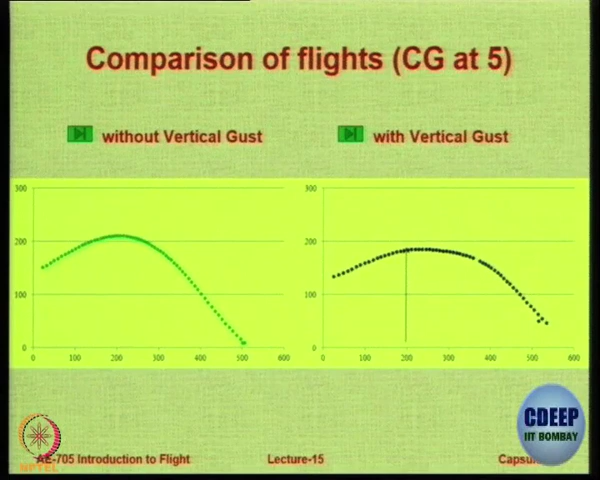 Comparison of flights (CG at 5)
without Vertical Gust
with Vertical Gust
300
200
100
0
0 100 200 300 400 500 600
300
200
100
0
0 100 200 300 400 500 600
CDEEP
IIT BOMBAY
NPTEL
AE-705 Introduction to Flight
Lecture-15
Capsu